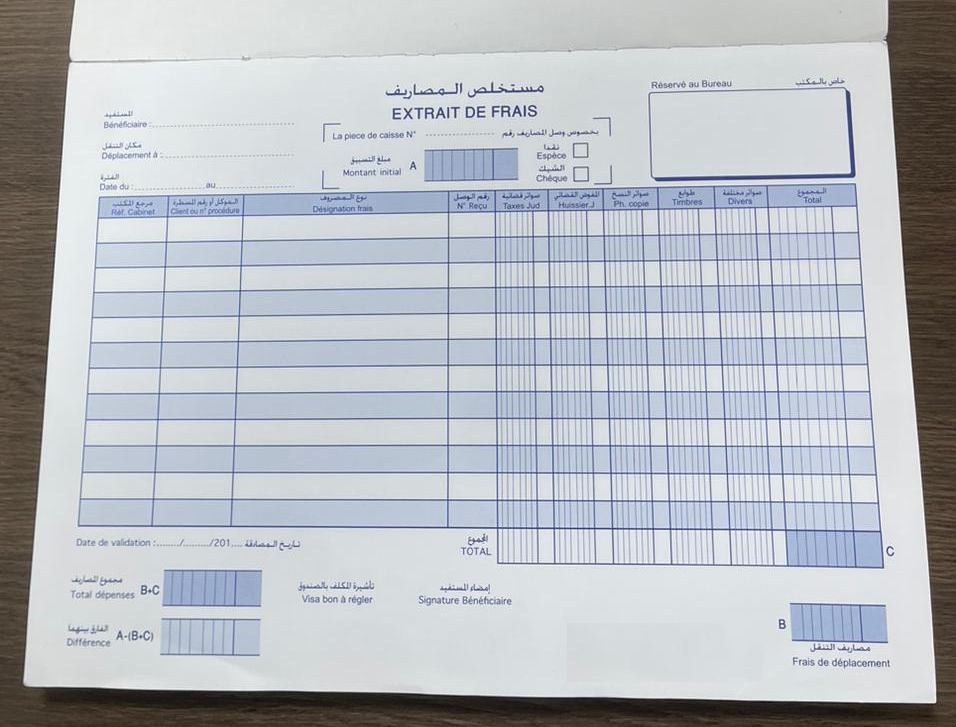 مستخلص المصاريف
EXTRAIT DE FRAIS
Réservé au Bureau خاص بالمكتب
المستفيد
Bénéficiaire :
مكان التنقل
Déplacement à :
الفترة
Date du : au
La piece de caisse N° بخصوص وصل المصاريف رقم
مبلغ التسبيق
Montant initial A
نقدا
Espèce
الشيك
Chéque
مرجع المكتب الموكل أو رقم المسطرة نوع المصروف رقم الوصل صوائر قضائية المفوض القضائي صوائر النسخ طوابع صوائر مختلفة المجموع
Réf. Cabinet Client ou n° procédure Désignation frais N° Reçu Taxes Jud Huissier.J Ph. copie Timbres Divers Total
Date de validation :......./......../201.... تاريخ المصادقة
المجموع
TOTAL C
مجموع المصاريف
Total dépenses B+C
تأشيرة المكلف بالصندوق
Visa bon à régler
إمضاء المستفيد
Signature Bénéficiaire
الفارق بينهما
Différence A-(B+C)
B
مصاريف التنقل
Frais de déplacement